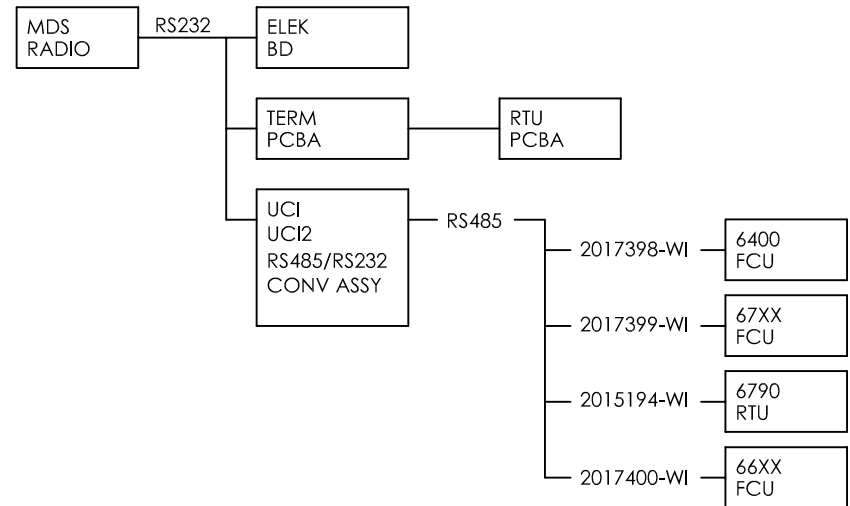 MDS
RADIO
RS232
ELEK
BD
TERM
PCBA
RTU
PCBA
UCI
UCI2
RS485/RS232
CONV ASSY
RS485
2017398-WI
6400
FCU
2017399-WI
67XX
FCU
2015194-WI
6790
RTU
2017400-WI
66XX
FCU